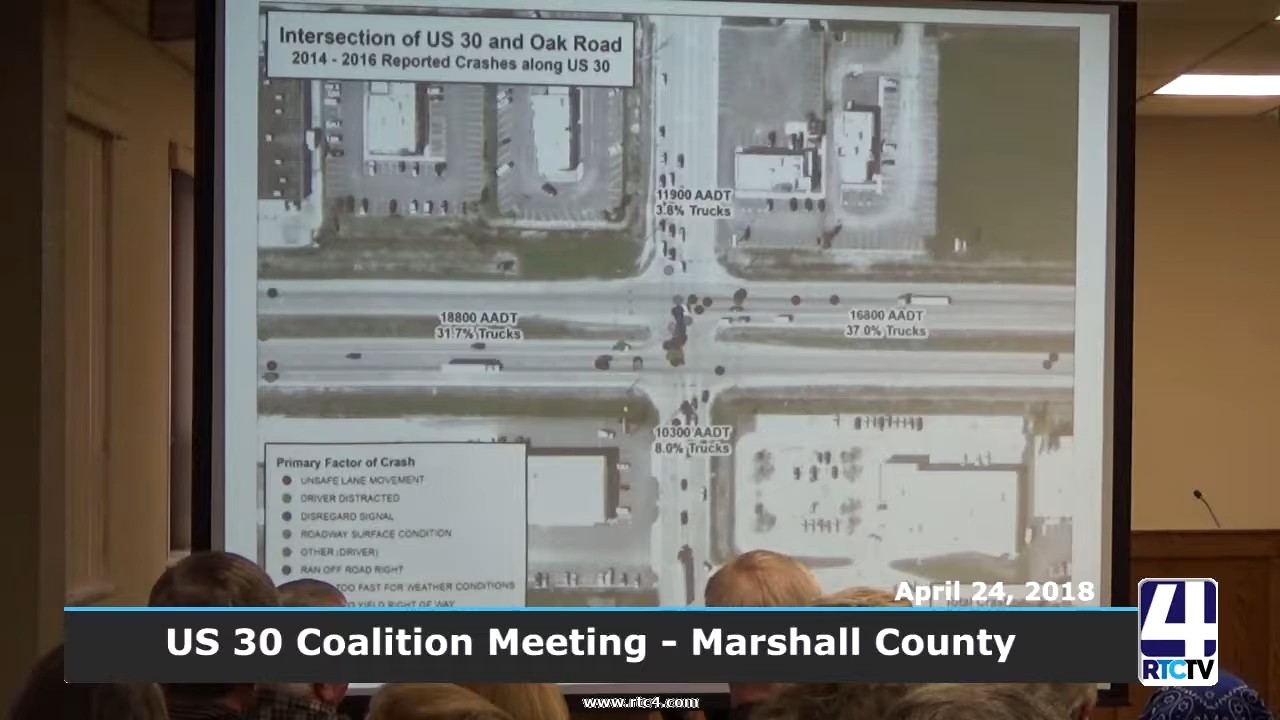 Intersection of US 30 and Oak Road
2014 - 2016 Reported Crashes along US 30
11900 AADT
3.8% Trucks
18800 AADT
31.7% Trucks
16800 AADT
37.0% Trucks
10300 AADT
8.0% Trucks
Primary Factor of Crash
UNSAFE LANE MOVEMENT
DRIVER DISTRACTED
DISREGARD SIGNAL
ROADWAY SURFACE CONDITION
OTHER (DRIVER)
RAN OFF ROAD RIGHT
TOO FAST FOR WEATHER CONDITIONS
YIELD RIGHT OF WAY
April 24, 2018
US 30 Coalition Meeting - Marshall County
4
RTCTV
www.rtc4.com